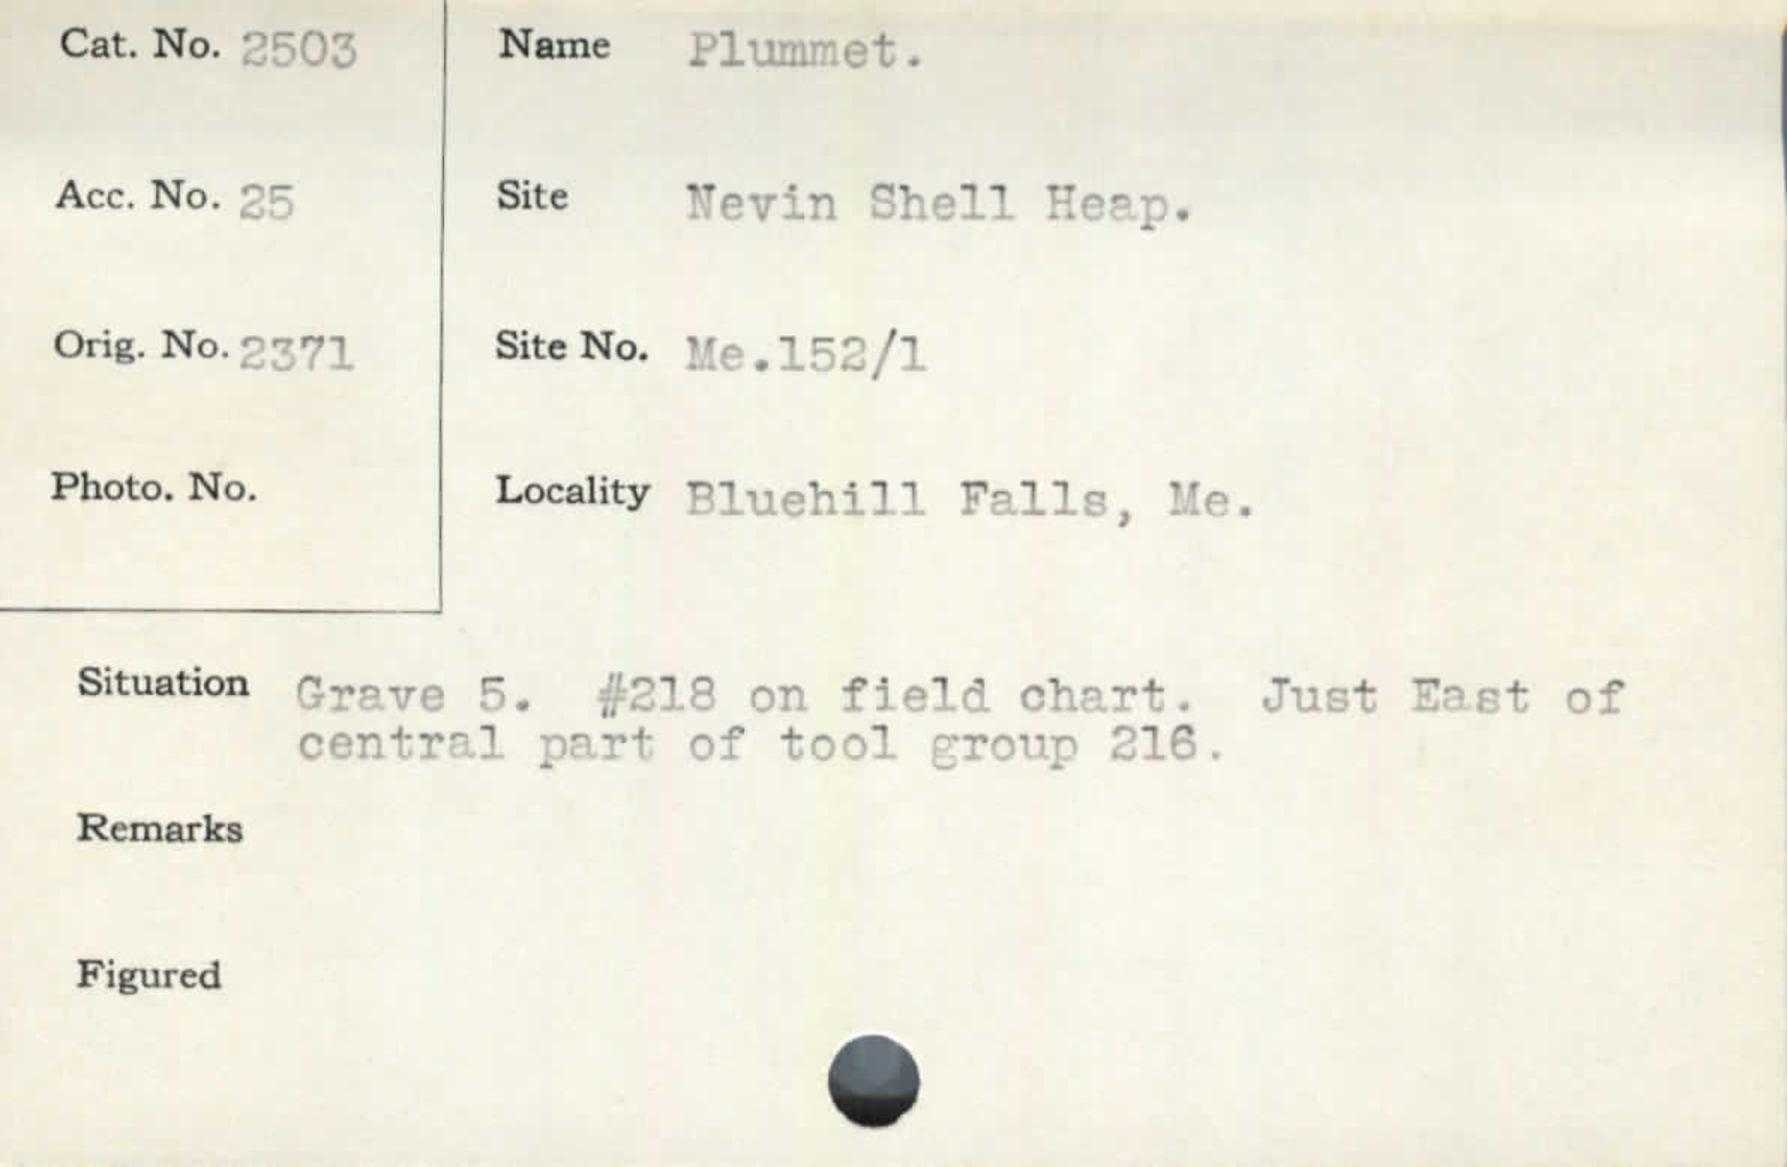 Cat. No. 2503
Name Plummet.
Acc. No. 25
Site Nevin Shell Heap.
Orig. No. 2371
Site No. Me.152/1
Photo. No.
Locality Bluehill Falls, Me.
Situation Grave 5. #218 on field chart. Just East of
central part of tool group 216.
Remarks
Figured